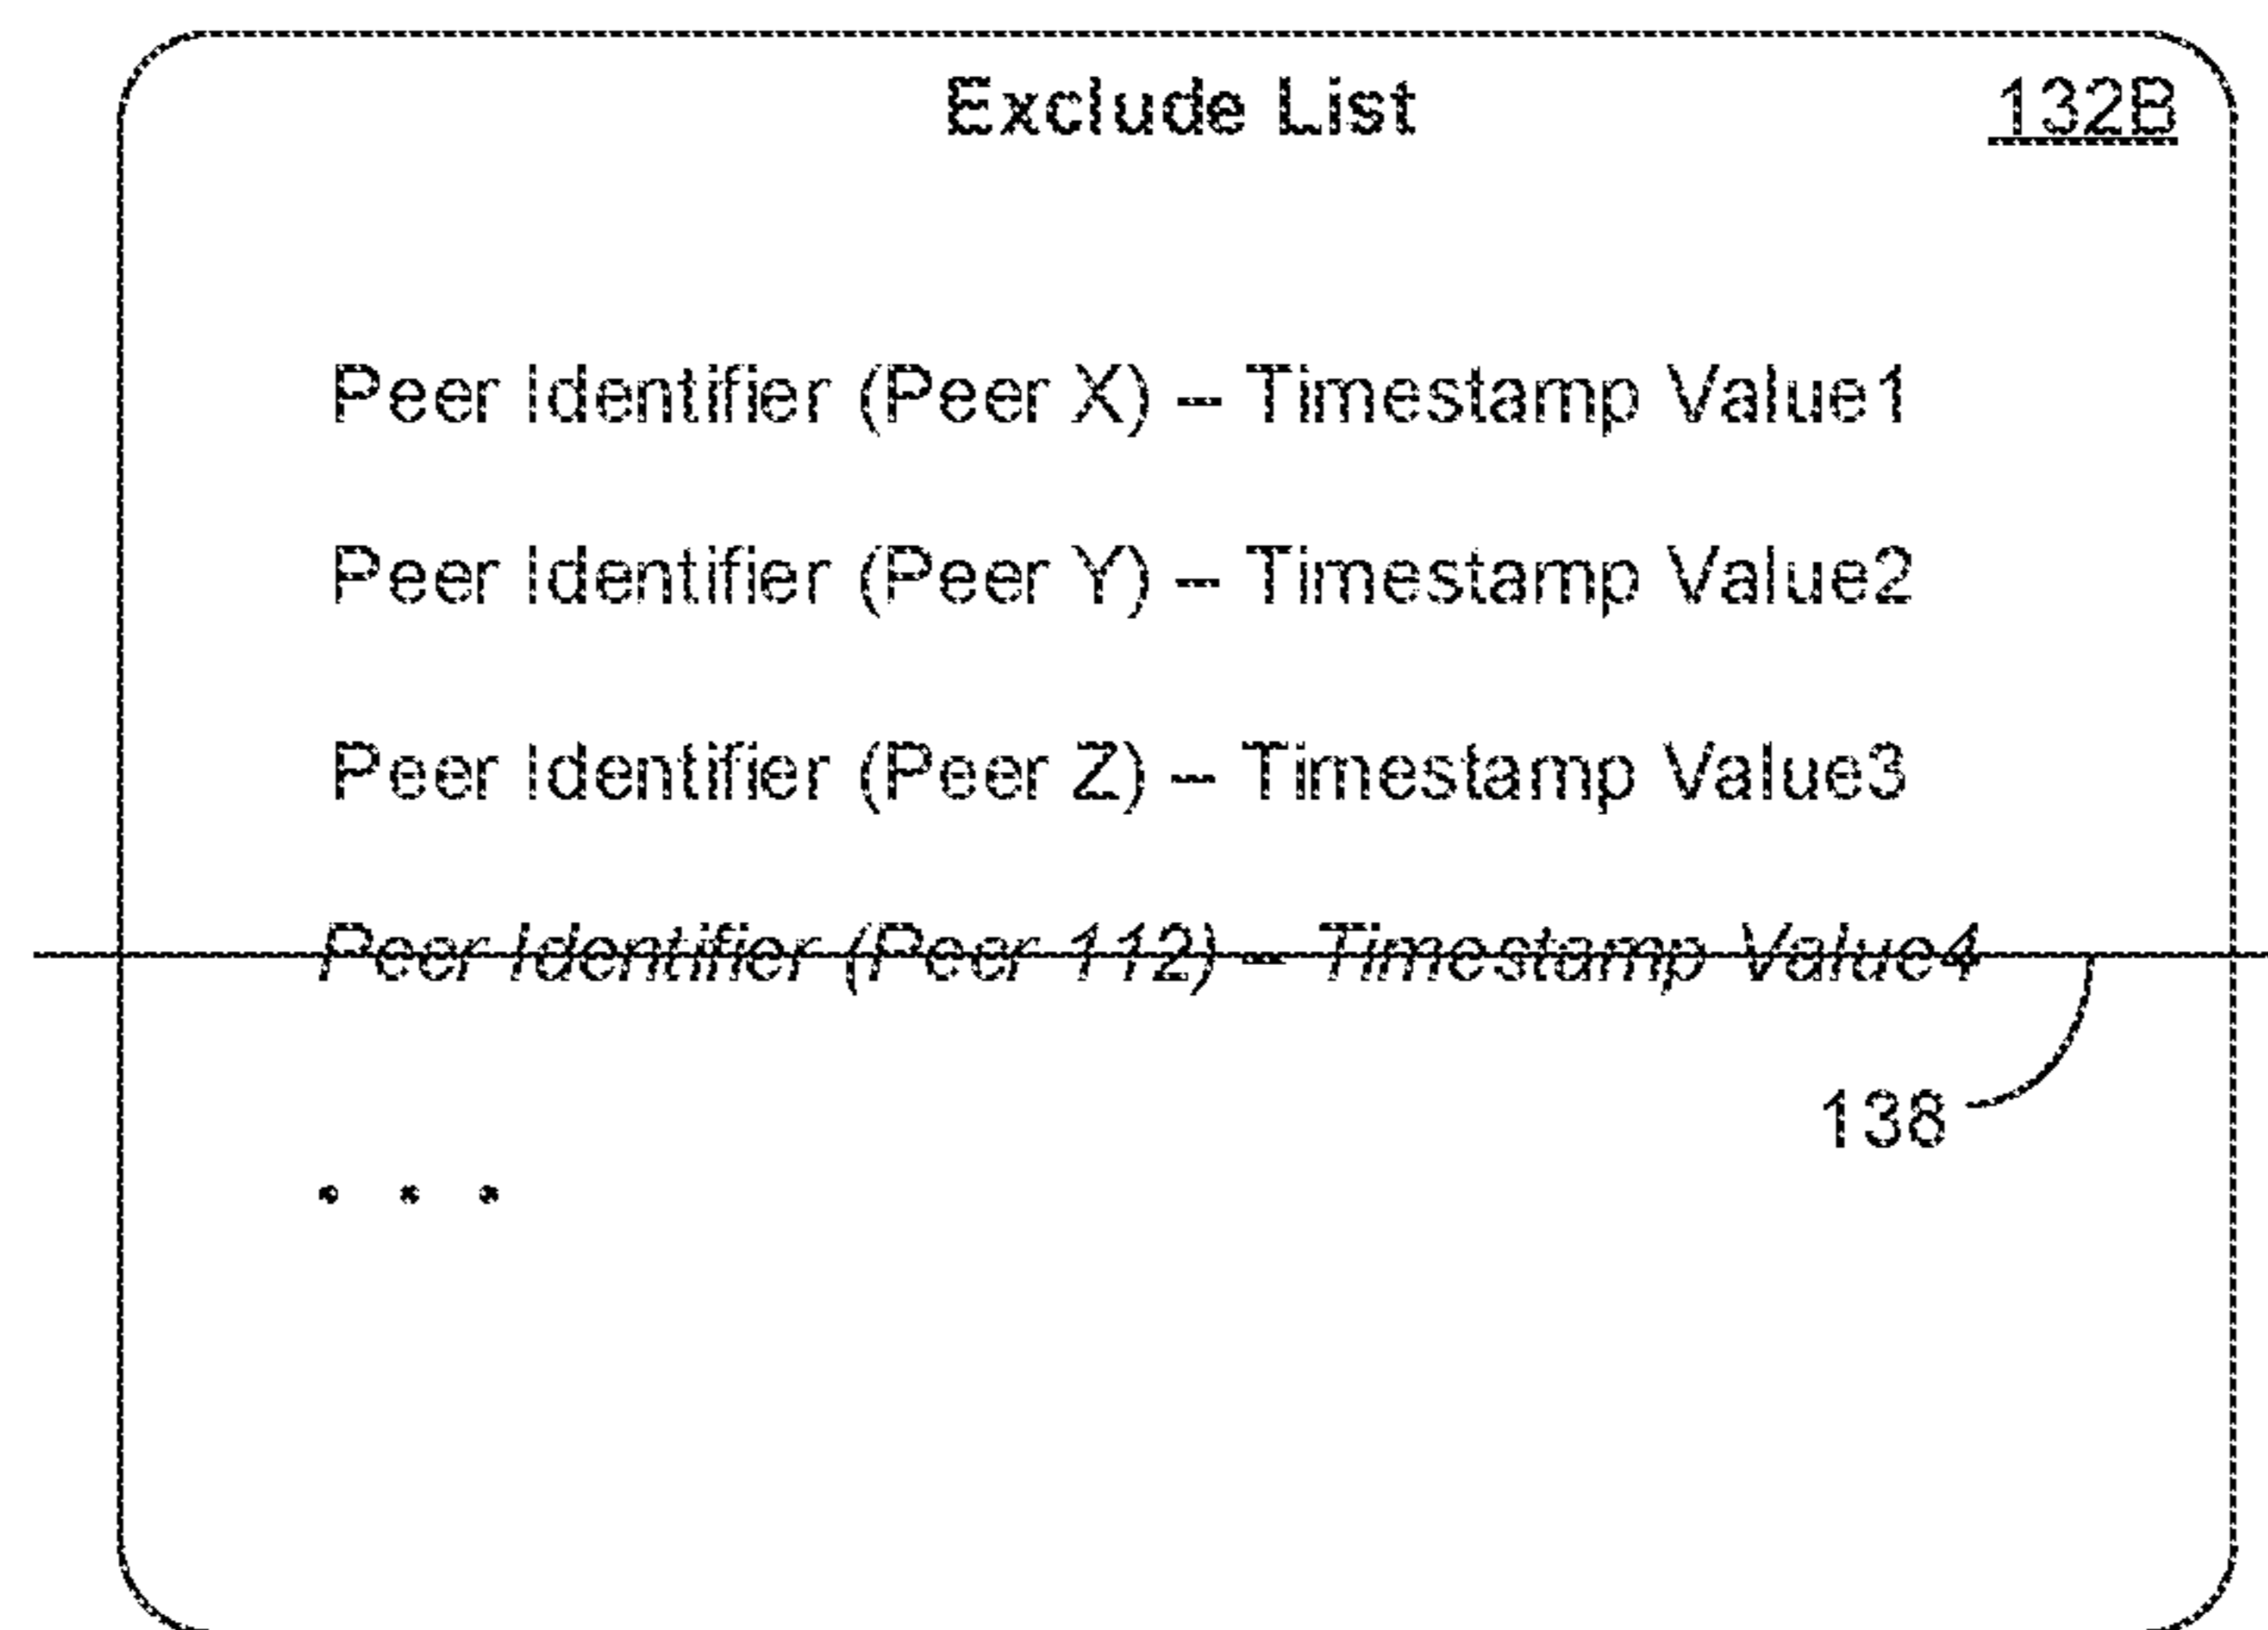 Exclude List 132B
Peer Identifier (Peer X) – Timestamp Value1
Peer Identifier (Peer Y) – Timestamp Value2
Peer Identifier (Peer Z) – Timestamp Value3
Peer Identifier (Peer 112) – Timestamp Value4
138
• • •